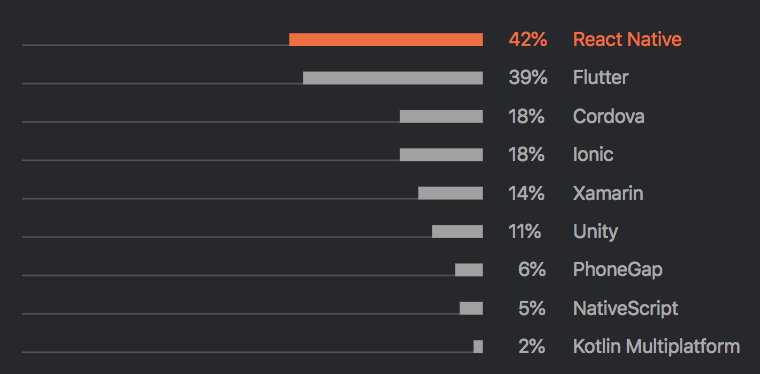 42% React Native
39% Flutter
18% Cordova
18% Ionic
14% Xamarin
11% Unity
6% PhoneGap
5% NativeScript
2% Kotlin Multiplatform